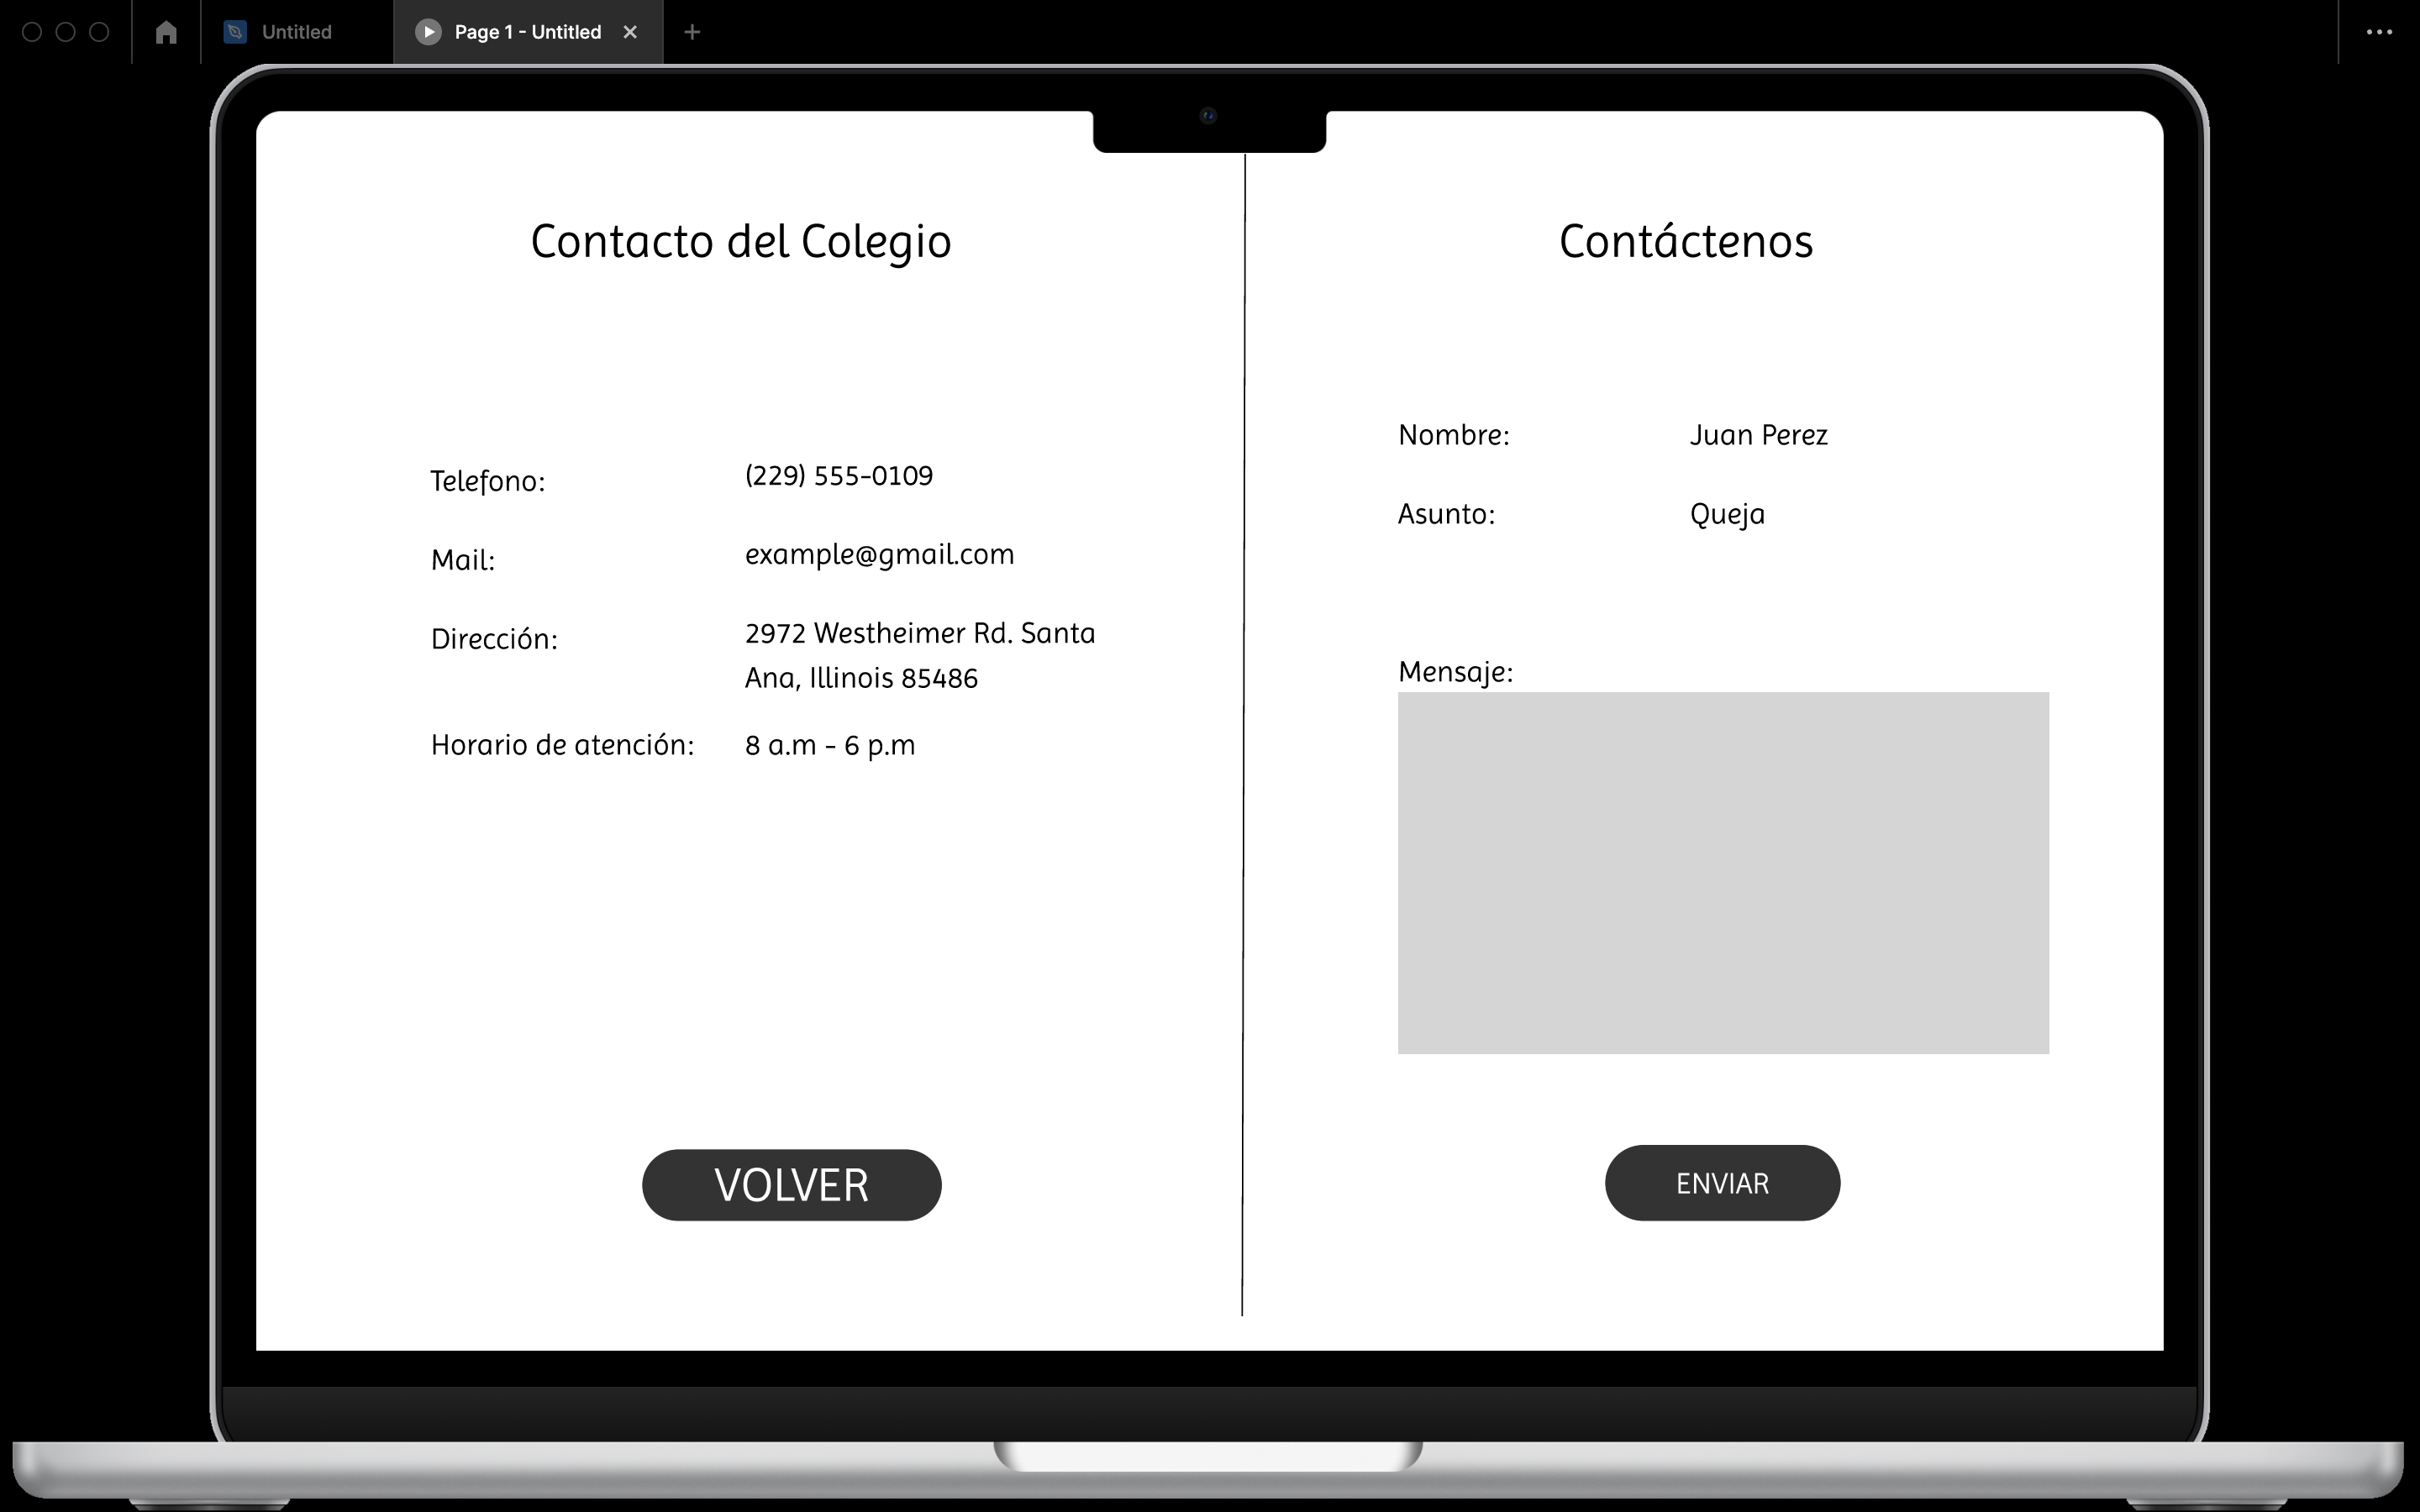 Untitled
Page 1 - Untitled
Contacto del Colegio
Telefono: (229) 555-0109
Mail: example@gmail.com
Dirección: 2972 Westheimer Rd. Santa
Ana, Illinois 85486
Horario de atención: 8 a.m - 6 p.m
VOLVER
Contáctenos
Nombre: Juan Perez
Asunto: Queja
Mensaje:
ENVIAR